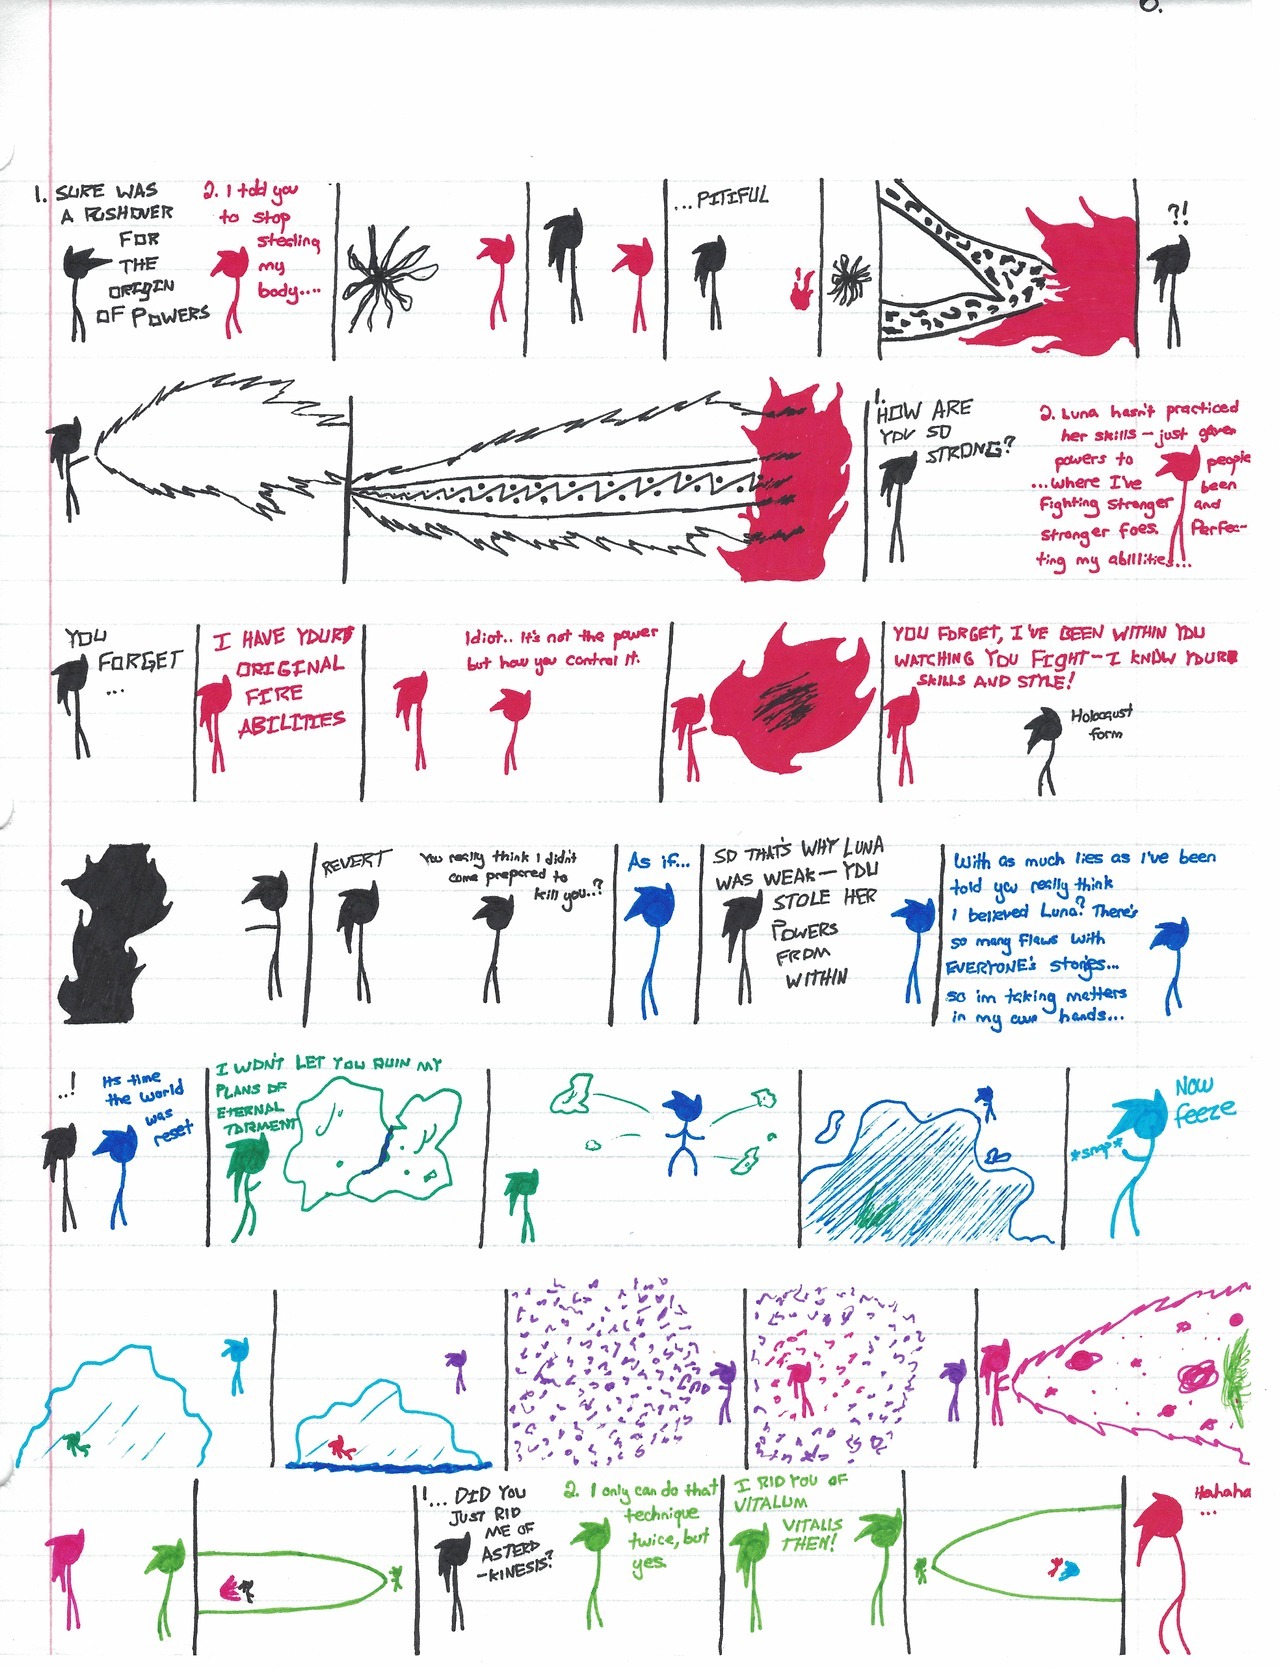 6.
1. SURE WAS
A PUSHOVER
FOR
THE
ORIGIN
OF POWERS
2. I told you
to stop
stealing
my
body....
...PITIFUL
?!
1.
HOW ARE
YOU SO
STRONG?
2. Luna hasn't practiced
her skills – just gave
powers to people
...where I've been
Fighting stronger and
stronger foes. Perfec-
ting my abilities...
YOU
FORGET
...
I HAVE YOUR
ORIGINAL
FIRE
ABILITIES
Idiot.. It's not the power
but how you control it.
YOU FORGET, I'VE BEEN WITHIN YOU
WATCHING YOU FIGHT – I KNOW YOUR
SKILLS AND STYLE!
Holocaust
form
REVERT
You really think I didn't
come prepared to
kill you..?
As if...
SO THAT'S WHY LUNA
WAS WEAK – YOU
STOLE HER
POWERS
FROM
WITHIN
With as much lies as I've been
told you really think
I believed Luna? There's
so many flaws with
EVERYONE's stories...
so im taking matters
in my own hands...
..!
Its time
the world
was
reset
I WON'T LET YOU RUIN MY
PLANS OF
ETERNAL
TORMENT
Now
feeze
*snap*
1... DID YOU
JUST RID
ME OF
ASTERO
-KINESIS?
2. I only can do that
technique
twice, but
yes.
I RID YOU OF
VITALUM
VITALIS
THEN!
Hahaha
...